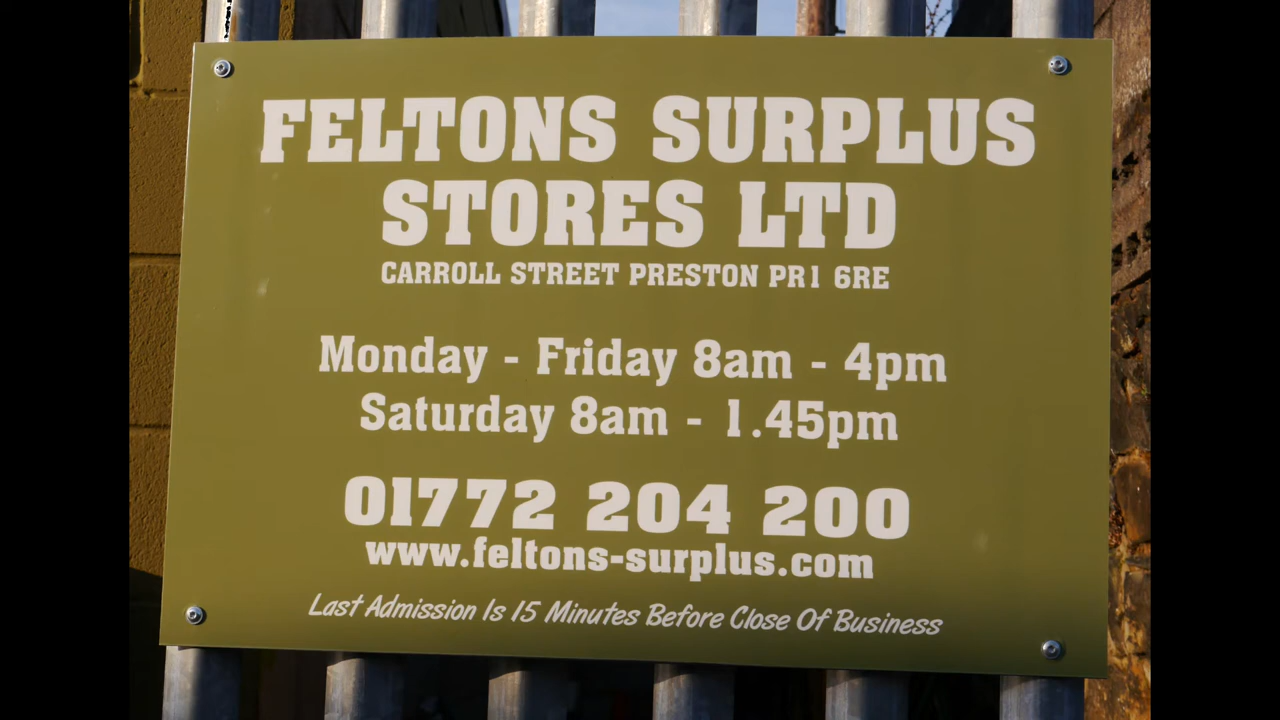 FELTONS SURPLUS
STORES LTD
CARROLL STREET PRESTON PR1 6RE
Monday - Friday 8am - 4pm
Saturday 8am - 1.45pm
01772 204 200
www.feltons-surplus.com
Last Admission Is 15 Minutes Before Close Of Business